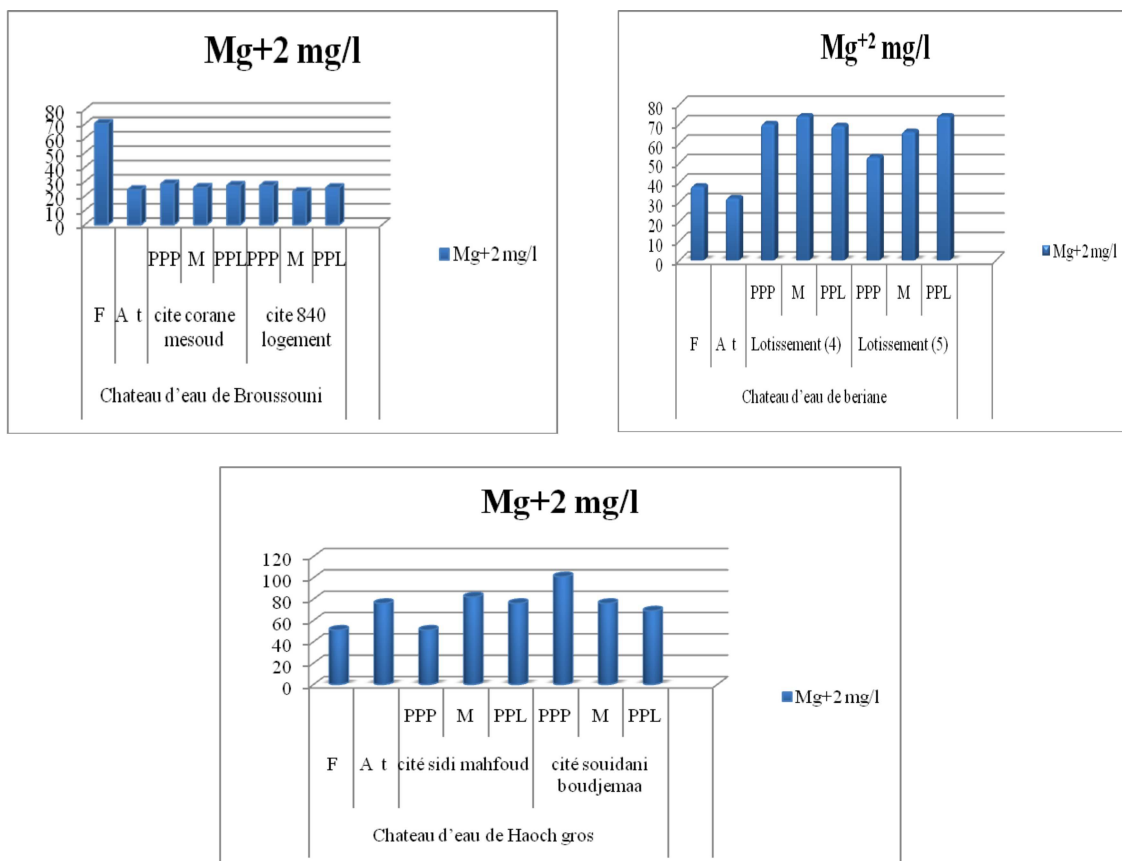 Mg+2 mg/l
80
70
60
50
40
30
20
10
0
PPP M PPL PPP M PPL
F A t cite corane mesoud cite 840 logement
Chateau d'eau de Broussouni
Mg+2 mg/l
Mg+2 mg/l
80
70
60
50
40
30
20
10
0
PPP M PPL PPP M PPL
F A t Lotissement (4) Lotissement (5)
Chateau d'eau de beriane
Mg+2 mg/l
Mg+2 mg/l
120
100
80
60
40
20
0
PPP M PPL PPP M PPL
F A t cité sidi mahfoud cité souidani boudjemaa
Chateau d'eau de Haoch gros
Mg+2 mg/l